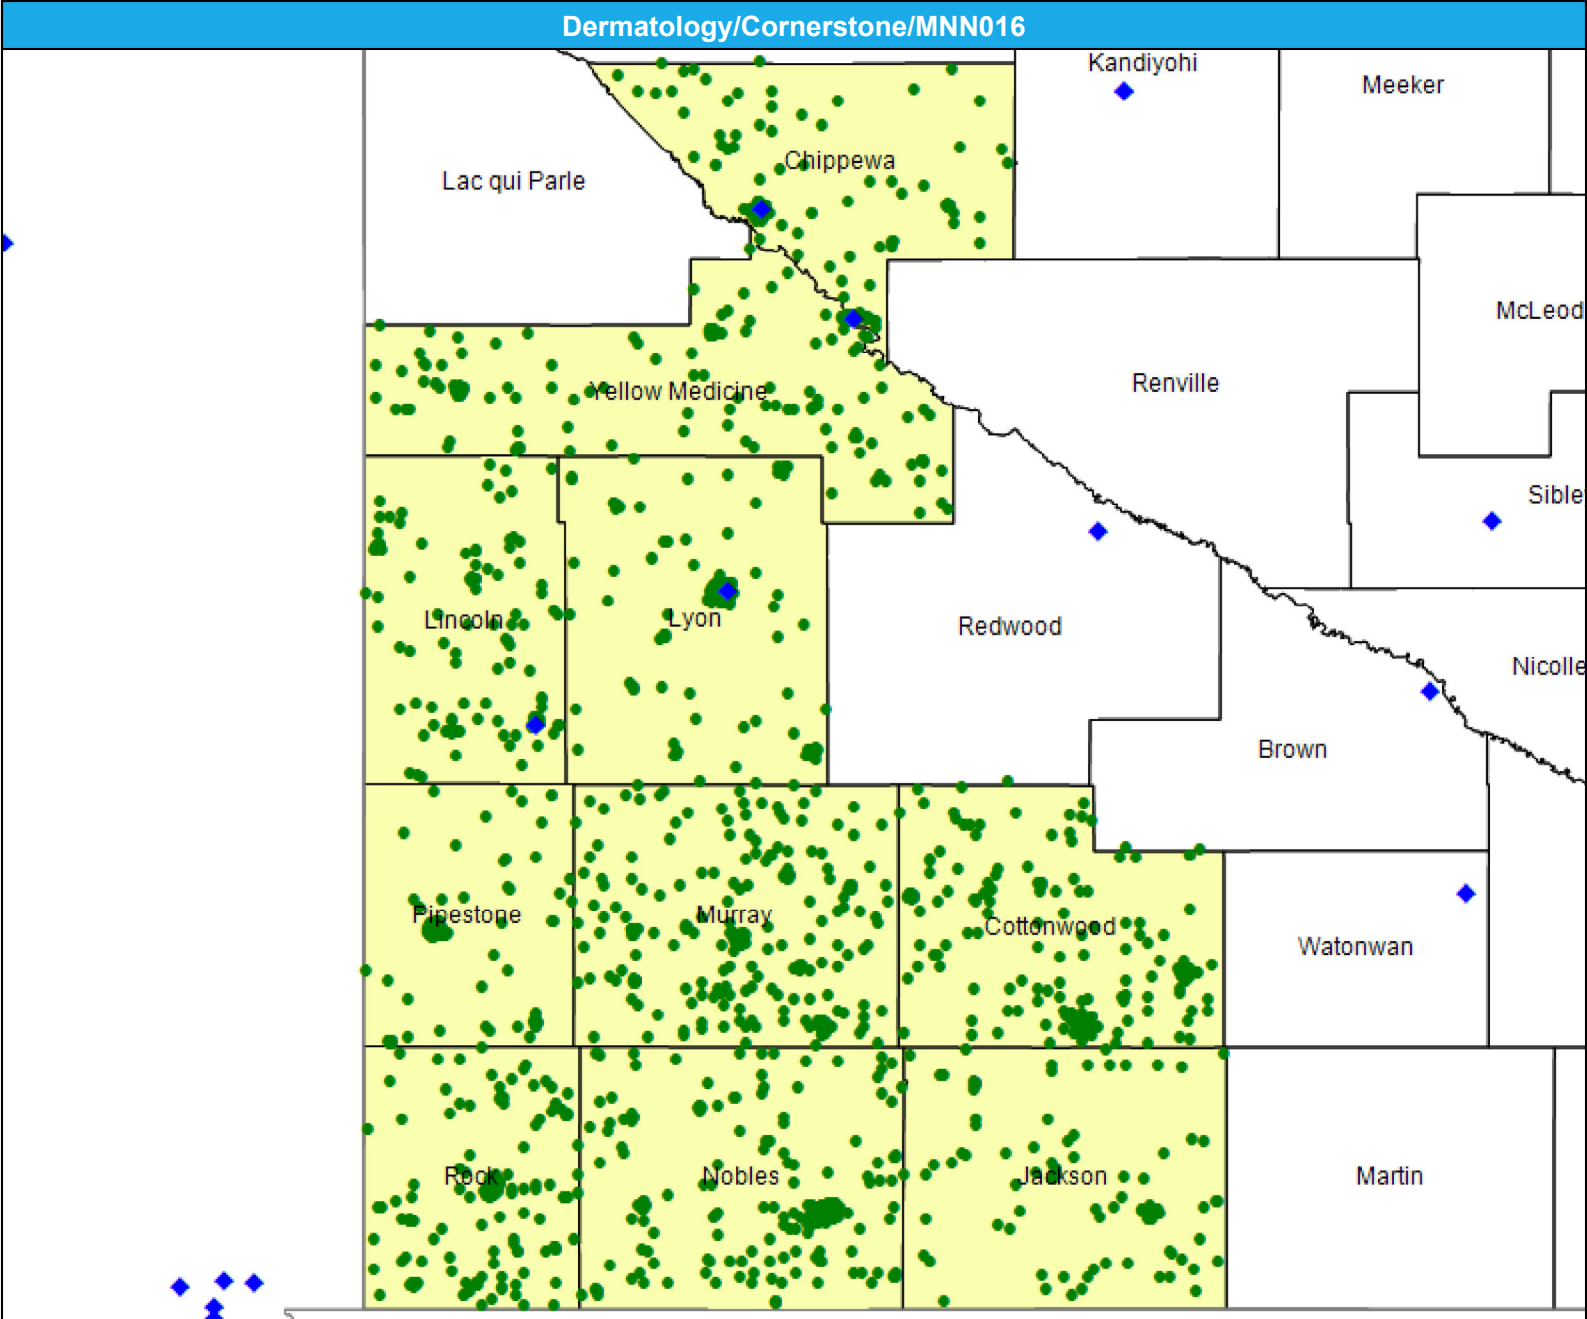 Dermatology/Cornerstone/MNN016
Kandiyohi
Meeker
Chippewa
Lac qui Parle
McLeod
Renville
Yellow Medicine
Sible
Lincoln
Lyon
Redwood
Nicolle
Brown
Pipestone
Murray
Cottonwood
Watonwan
Rock
Nobles
Jackson
Martin